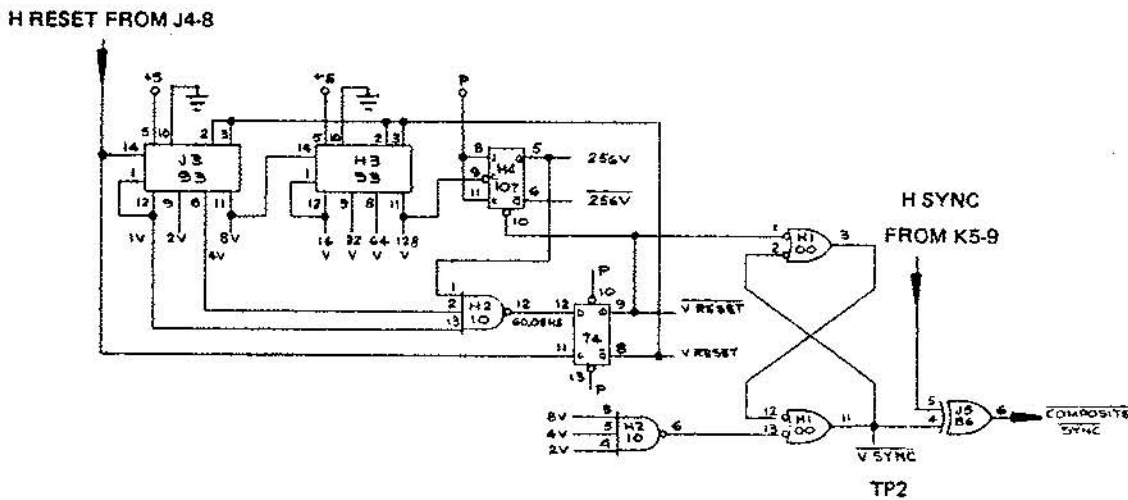 H RESET FROM J4-8
+5
+5
P
5 10 2 3
5 10 2 3
14 J3 93
1
12 9 8 11
1V 2V 4V 8V
14 H3 93
1
12 9 8 11
16 V 32 V 64 V 128 V
8 J Q 5 256V
9 H4 107
11 K Q 6 256V
10
H SYNC
FROM K5-9
1 H1 00 3
2
1
2 H2 10 12
13
60.08HZ
P
10
12 D Q 9 V RESET
74
11 C Q 8 V RESET
13
P
8V 3
4V 5 H2 10 6
2V 4
12 H1 00 11
13
V SYNC
TP2
5 J5 86 6
4
COMPOSITE
SYNC